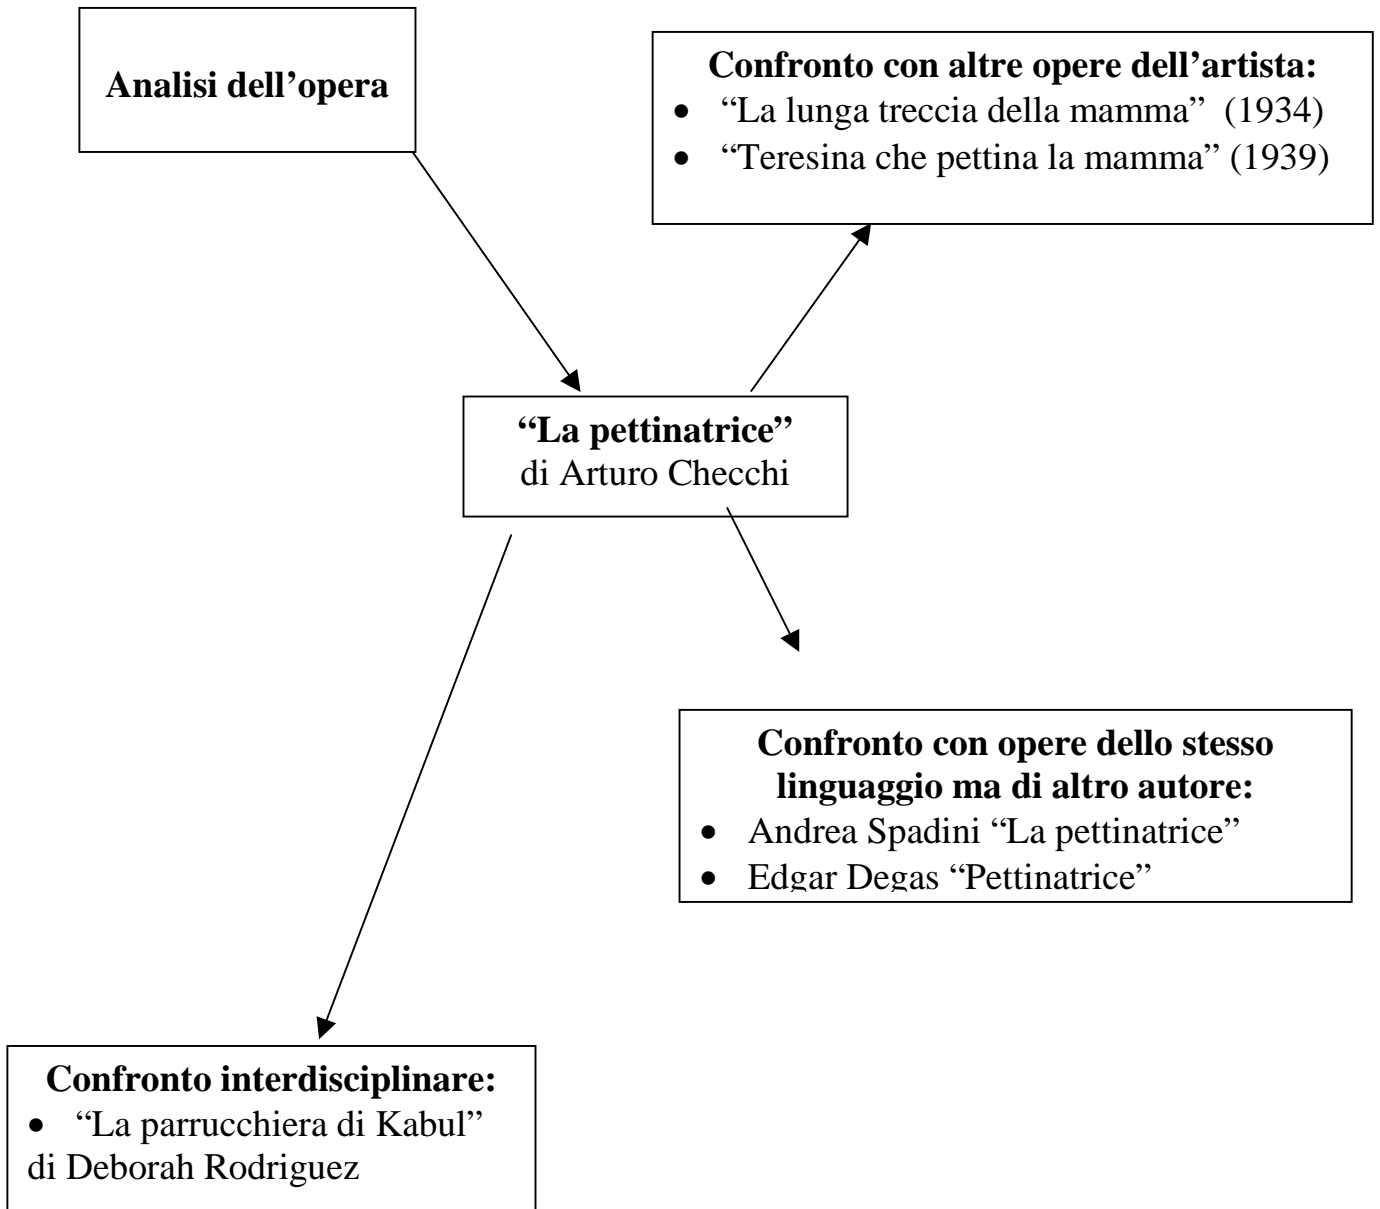 Analisi dell’opera
Confronto con altre opere dell’artista:
• “La lunga treccia della mamma” (1934)
• “Teresina che pettina la mamma” (1939)
“La pettinatrice”
di Arturo Checchi
Confronto con opere dello stesso
linguaggio ma di altro autore:
• Andrea Spadini “La pettinatrice”
• Edgar Degas “Pettinatrice”
Confronto interdisciplinare:
• “La parrucchiera di Kabul”
di Deborah Rodriguez